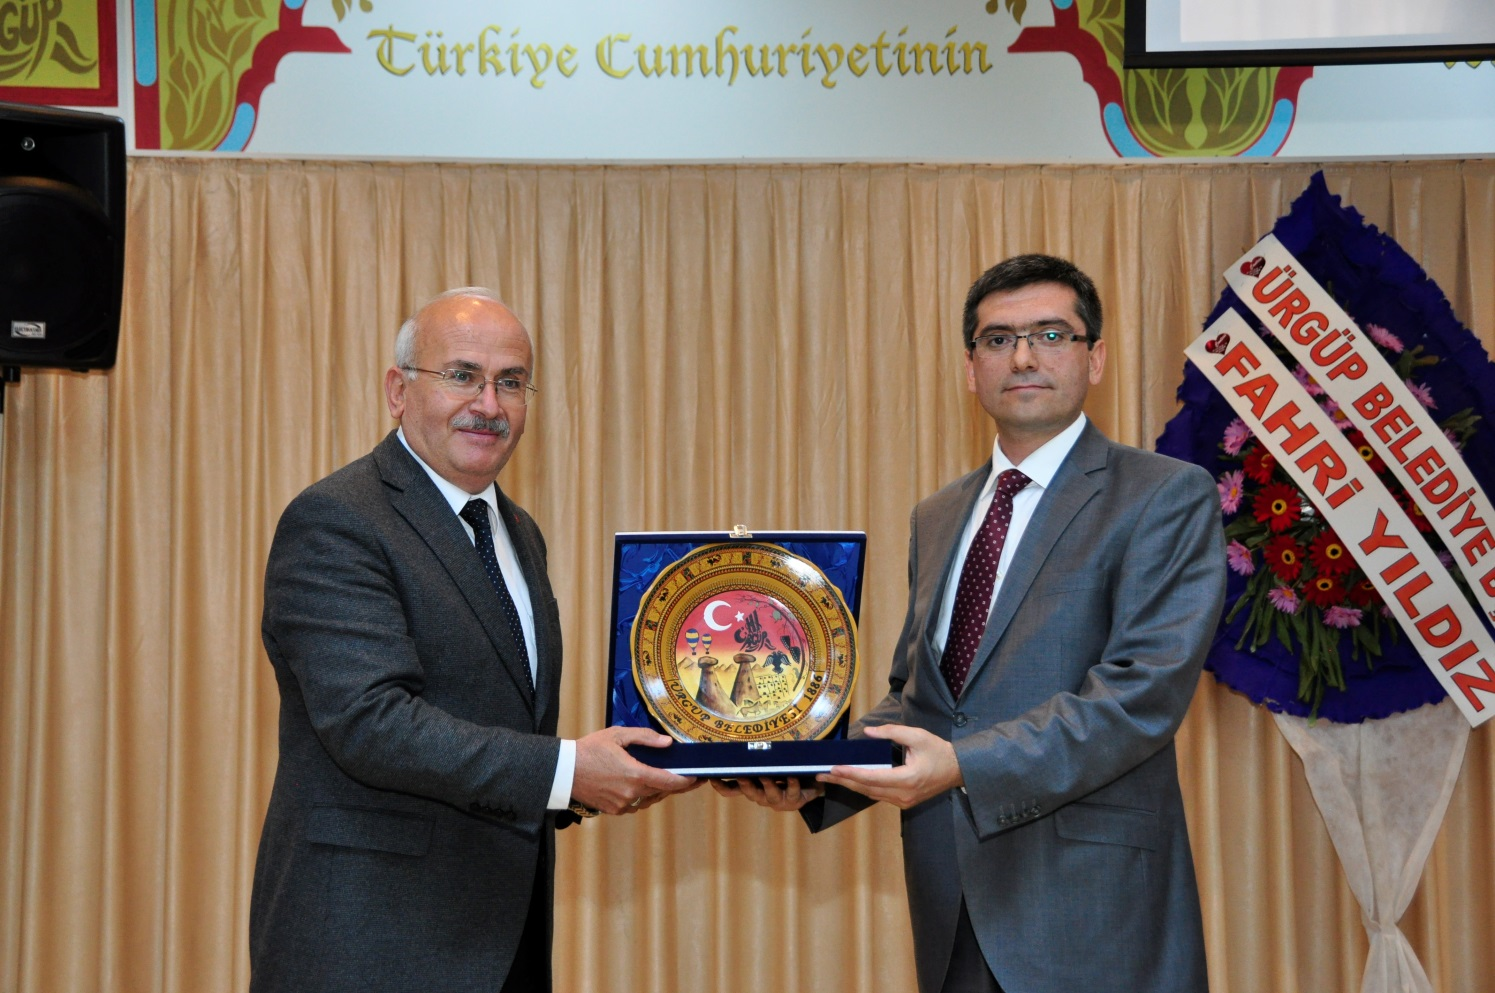 Türkiye Cumhuriyetinin
ÜRGÜP
ÜRGÜP BELEDİYE
FAHRİ YILDIZ
ÜRGÜP BELEDİYESİ 1886